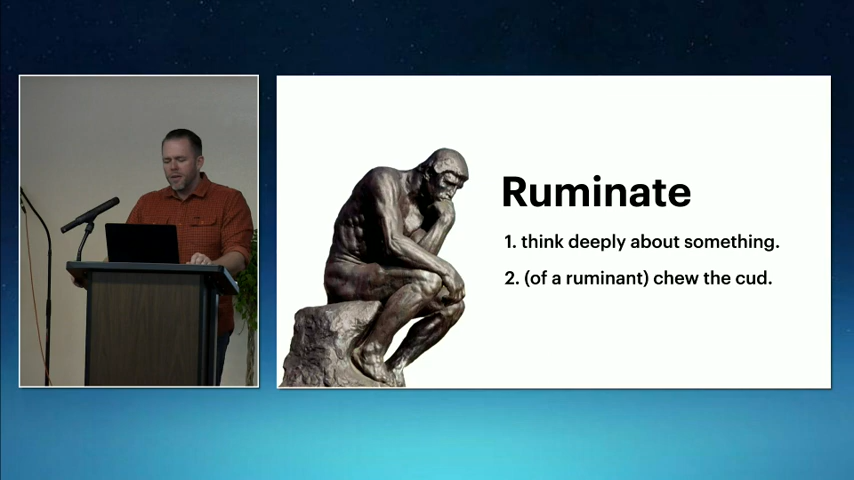 Ruminate
1. think deeply about something.
2. (of a ruminant) chew the cud.